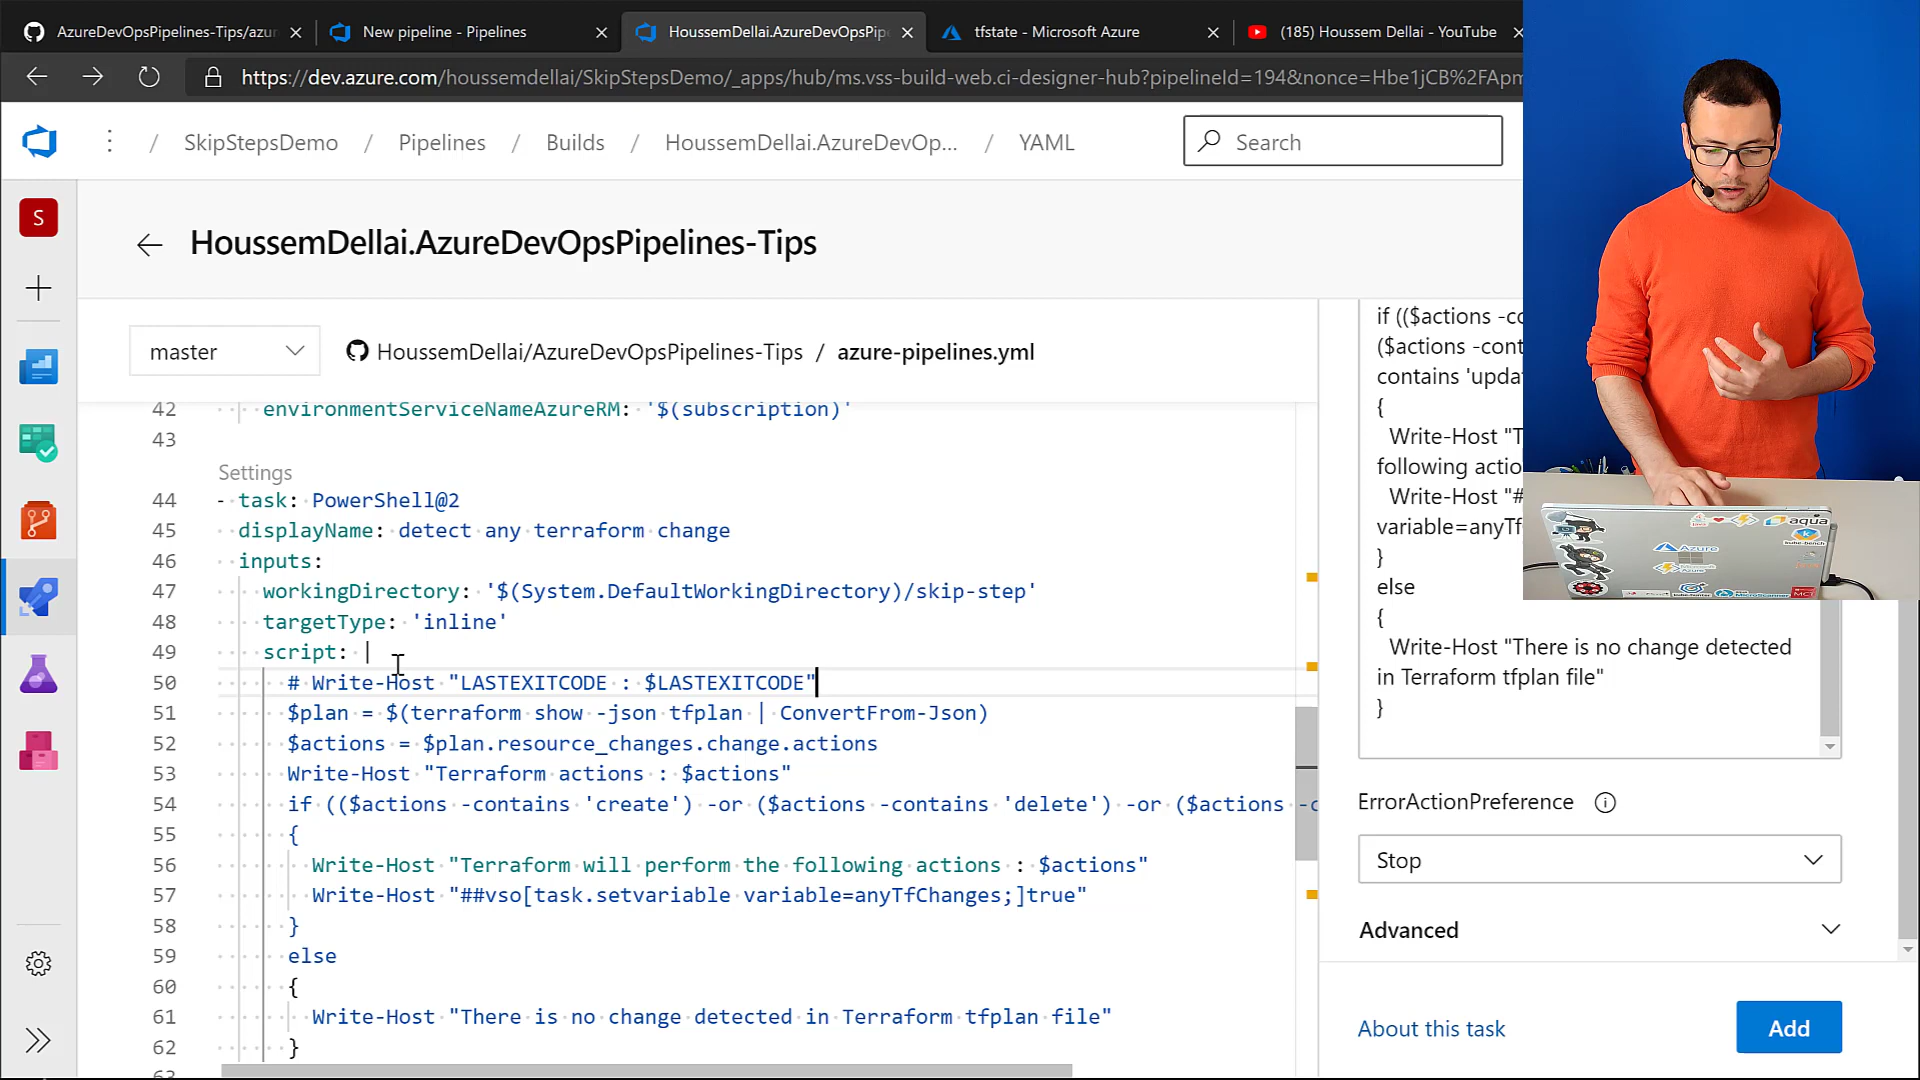 AzureDevOpsPipelines-Tips/azur
New pipeline - Pipelines
HoussemDellai.AzureDevOpsPip
tfstate - Microsoft Azure
(185) Houssem Dellai - YouTube
https://dev.azure.com/houssemdellai/SkipStepsDemo/_apps/hub/ms.vss-build-web.ci-designer-hub?pipelineId=194&nonce=Hbe1jCB%2FApm
/ SkipStepsDemo / Pipelines / Builds / HoussemDellai.AzureDevOp... / YAML
Search
S
HoussemDellai.AzureDevOpsPipelines-Tips
master
HoussemDellai/AzureDevOpsPipelines-Tips / azure-pipelines.yml
42 environmentServiceNameAzureRM: '$(subscription)'
43
Settings
44 - task: PowerShell@2
45 displayName: detect any terraform change
46 inputs:
47 workingDirectory: '$(System.DefaultWorkingDirectory)/skip-step'
48 targetType: 'inline'
49 script: |
50 # Write-Host "LASTEXITCODE : $LASTEXITCODE"
51 $plan = $(terraform show -json tfplan | ConvertFrom-Json)
52 $actions = $plan.resource_changes.change.actions
53 Write-Host "Terraform actions : $actions"
54 if (($actions -contains 'create') -or ($actions -contains 'delete') -or ($actions -c
55 {
56 Write-Host "Terraform will perform the following actions : $actions"
57 Write-Host "##vso[task.setvariable variable=anyTfChanges;]true"
58 }
59 else
60 {
61 Write-Host "There is no change detected in Terraform tfplan file"
62 }
63
if (($actions -co
($actions -cont
contains 'upda
{
Write-Host "T
following actio
Write-Host "#
variable=anyTf
}
else
{
Write-Host "There is no change detected
in Terraform tfplan file"
}
ErrorActionPreference
Stop
Advanced
About this task
Add
aqua
Azure